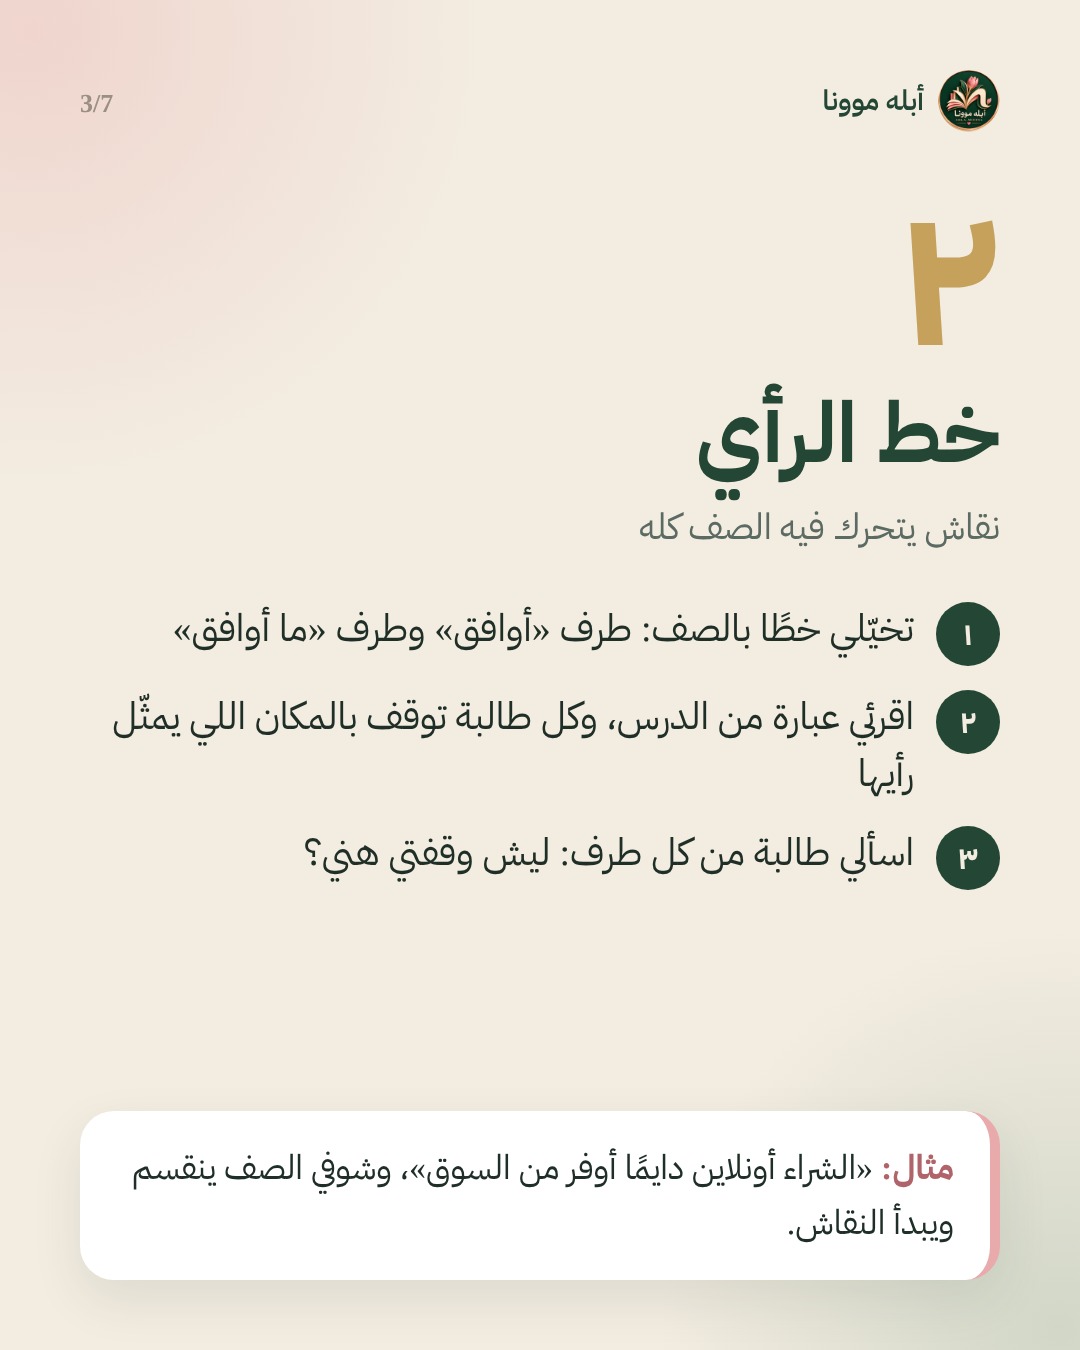 أبله موونا
أبله موونا
3/7
٢
خط الرأي
نقاش يتحرك فيه الصف كله
١ تخيّلي خطًا بالصف: طرف «أوافق» وطرف «ما أوافق»
٢ اقرئي عبارة من الدرس، وكل طالبة توقف بالمكان اللي يمثّل
رأيها
٣ اسألي طالبة من كل طرف: ليش وقفتي هني؟
مثال: «الشراء أونلاين دايمًا أوفر من السوق»، وشوفي الصف ينقسم
ويبدأ النقاش.